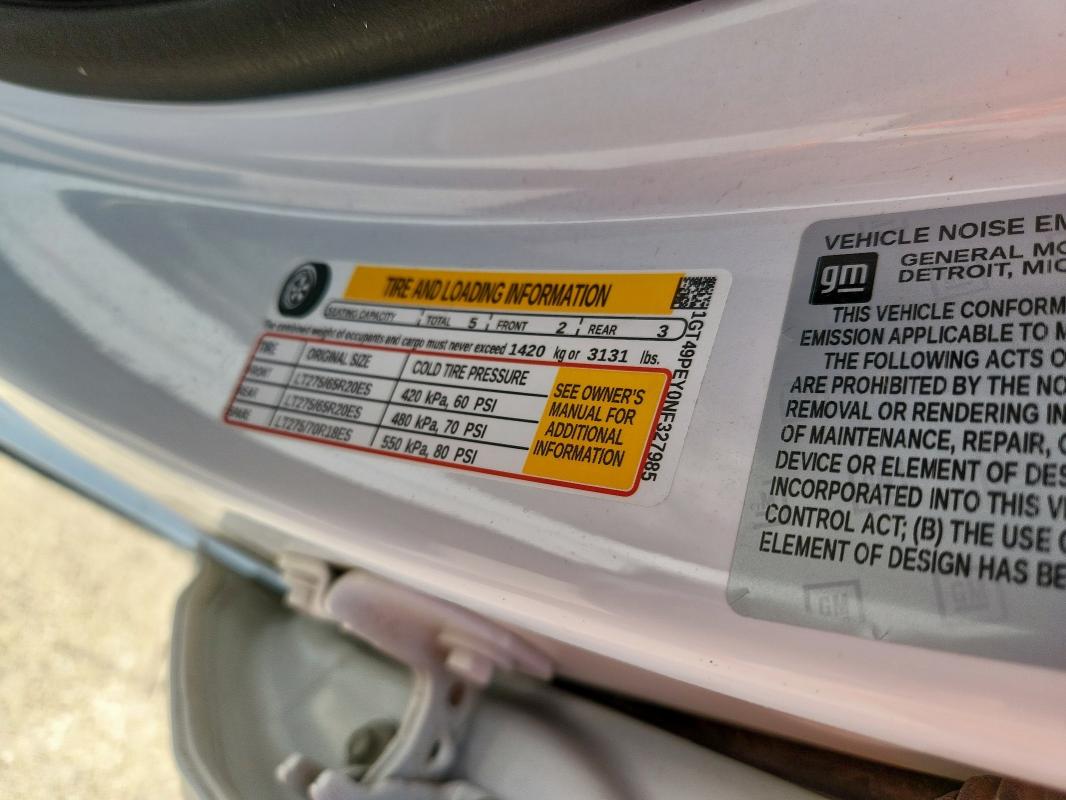 TIRE AND LOADING INFORMATION
SEATING CAPACITY TOTAL 5 FRONT 2 REAR 3
The combined weight of occupants and cargo must never exceed 1420 kg or 3131 lbs.
TIRE ORIGINAL SIZE COLD TIRE PRESSURE
FRONT LT275/65R20ES 420 kPa, 60 PSI
REAR LT275/65R20ES 480 kPa, 70 PSI
SPARE LT275/70R18ES 550 kPa, 80 PSI
SEE OWNER'S
MANUAL FOR
ADDITIONAL
INFORMATION
1GT49PEY0NF327985
VEHICLE NOISE EM
gm
GENERAL MO
DETROIT, MIC
THIS VEHICLE CONFORM
EMISSION APPLICABLE TO M
THE FOLLOWING ACTS O
ARE PROHIBITED BY THE NO
REMOVAL OR RENDERING IN
OF MAINTENANCE, REPAIR, O
DEVICE OR ELEMENT OF DES
INCORPORATED INTO THIS VE
CONTROL ACT; (B) THE USE O
ELEMENT OF DESIGN HAS BE
GM
GM